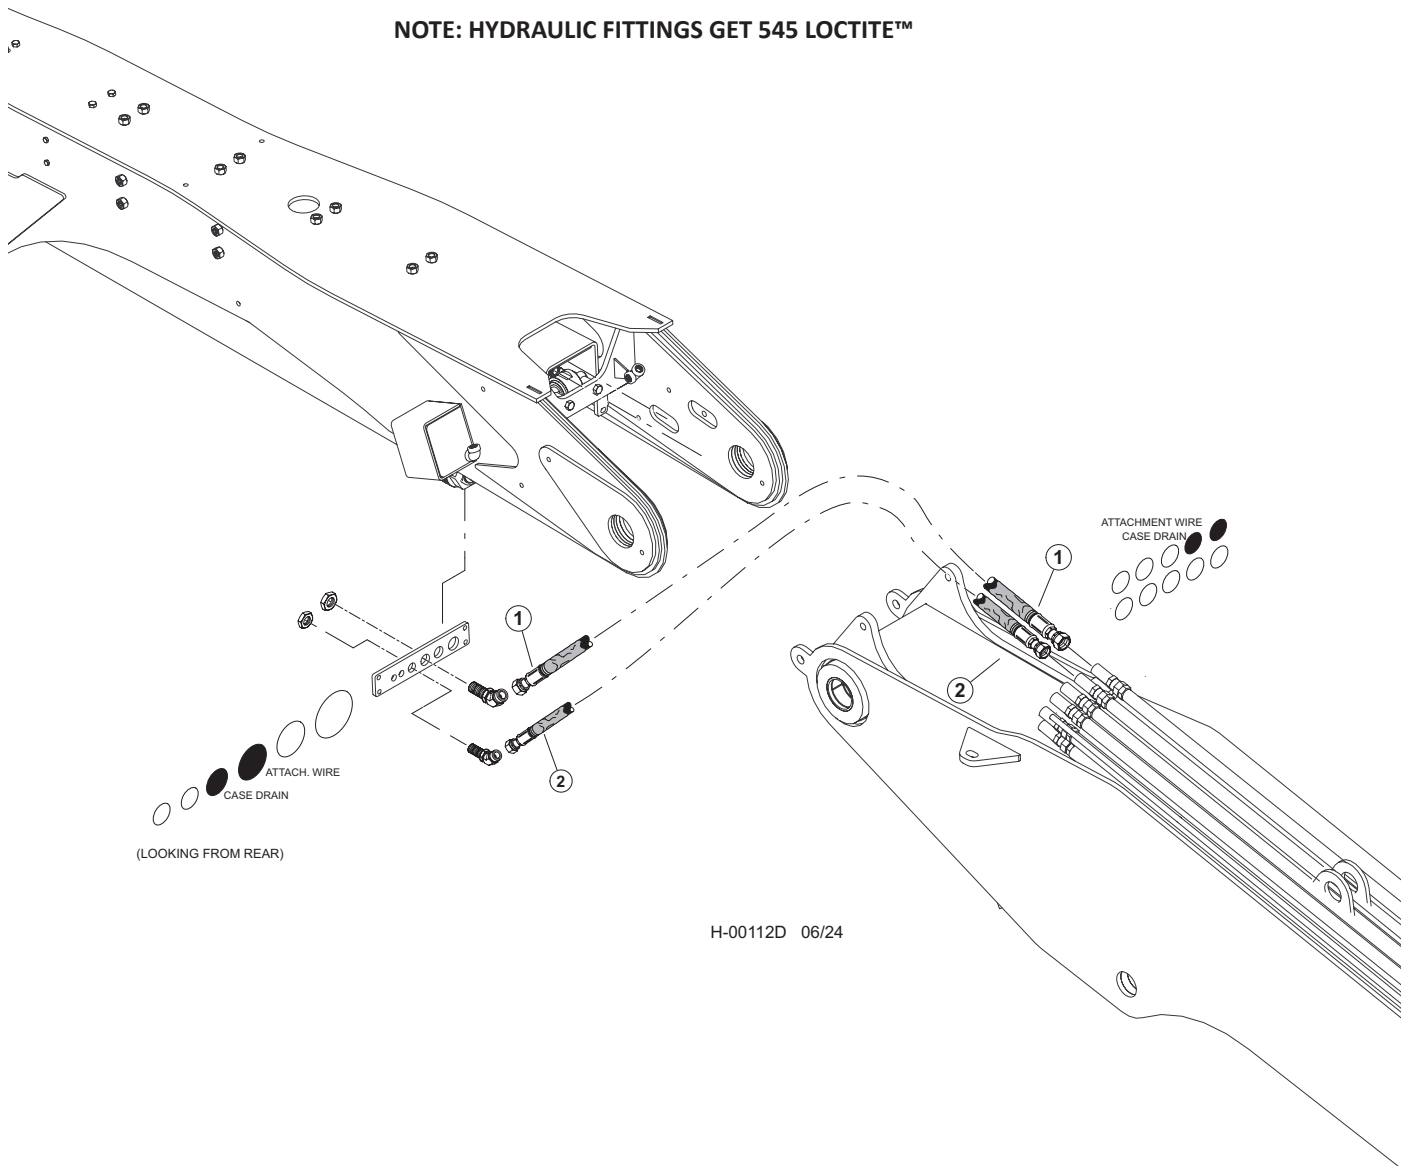 NOTE: HYDRAULIC FITTINGS GET 545 LOCTITE™
ATTACHMENT WIRE
CASE DRAIN
1
1
2
2
ATTACH. WIRE
CASE DRAIN
(LOOKING FROM REAR)
H-00112D 06/24